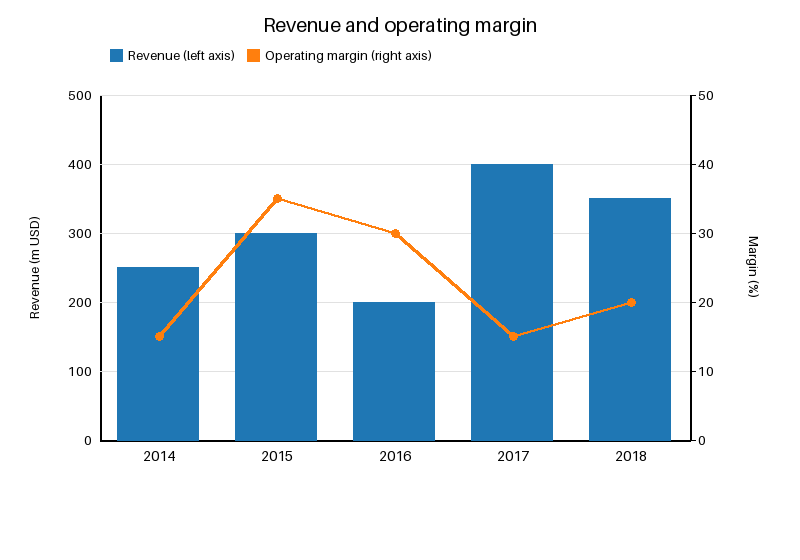 Revenue and operating margin
Revenue (left axis) Operating margin (right axis)
500 50
400 40
300 30
200 20
100 10
0 0
Revenue (m USD)
Margin (%)
2014 2015 2016 2017 2018